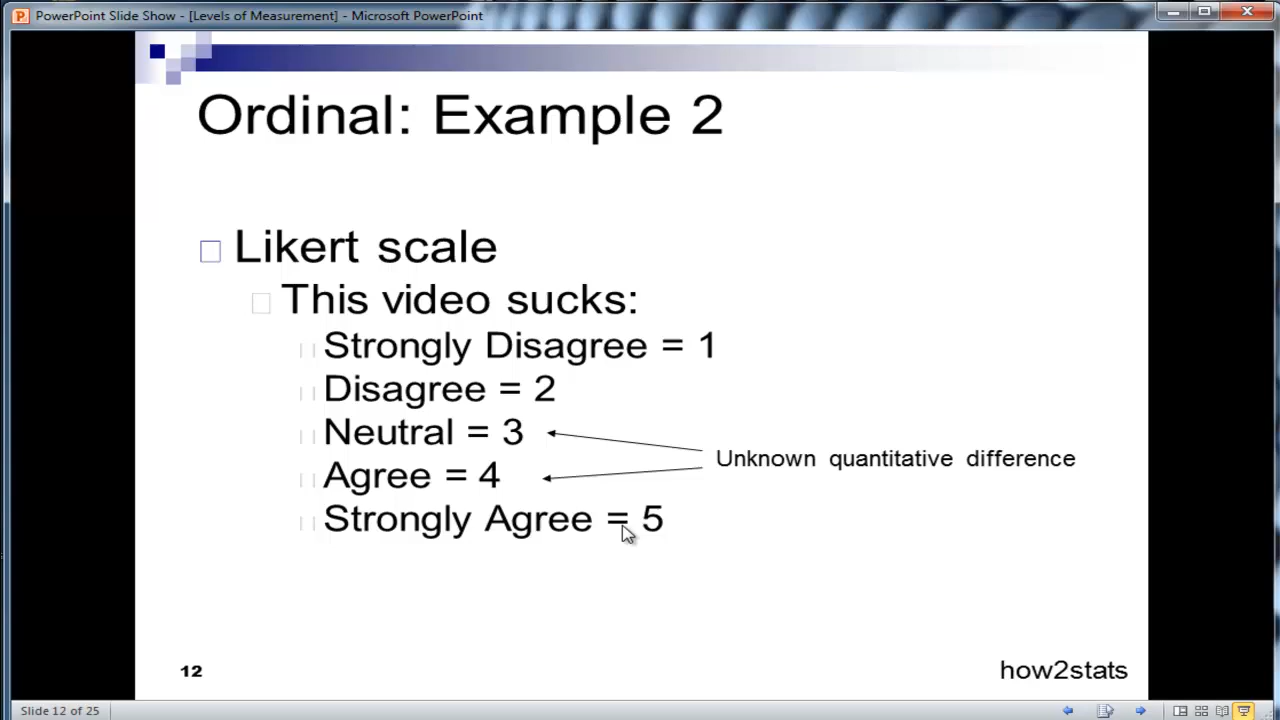 PowerPoint Slide Show - [Levels of Measurement] - Microsoft PowerPoint
Ordinal: Example 2
Likert scale
This video sucks:
Strongly Disagree = 1
Disagree = 2
Neutral = 3
Agree = 4
Strongly Agree = 5
Unknown quantitative difference
12
how2stats
Slide 12 of 25